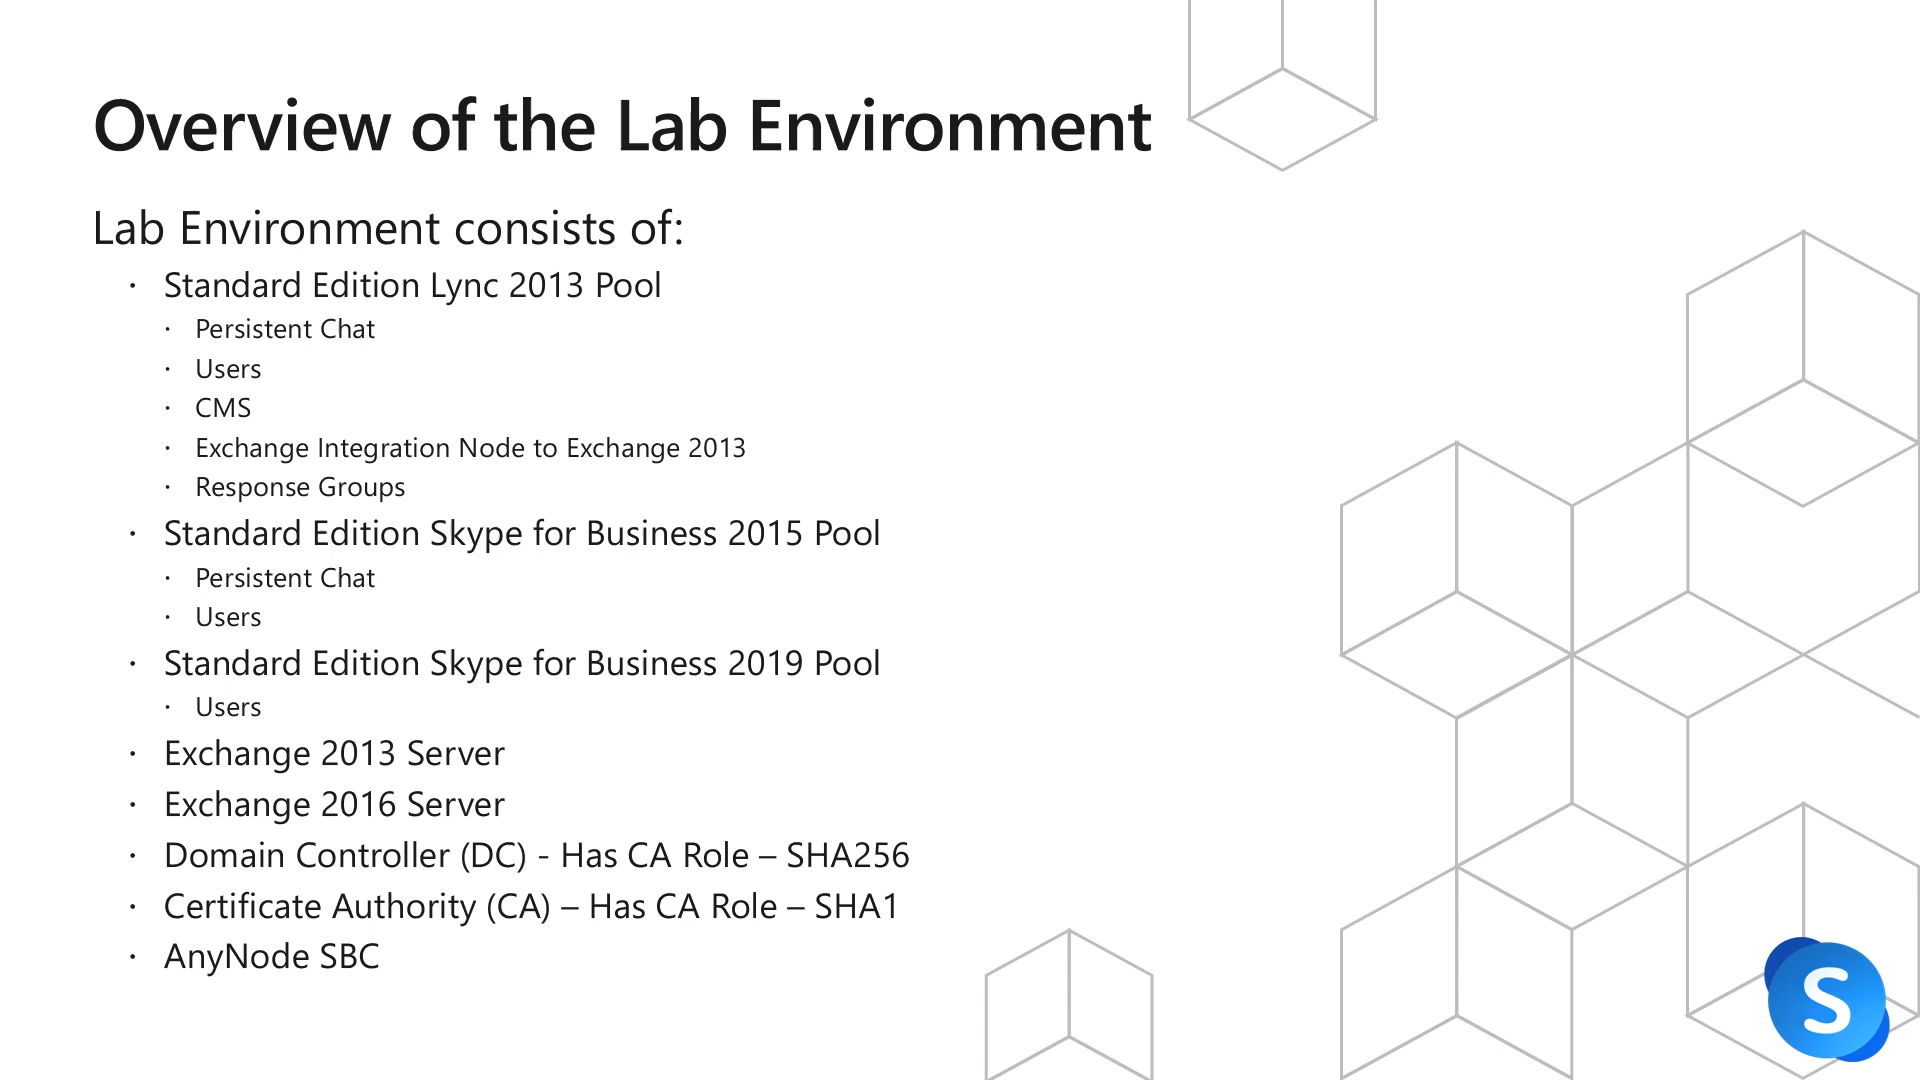 Overview of the Lab Environment
Lab Environment consists of:
· Standard Edition Lync 2013 Pool
· Persistent Chat
· Users
· CMS
· Exchange Integration Node to Exchange 2013
· Response Groups
· Standard Edition Skype for Business 2015 Pool
· Persistent Chat
· Users
· Standard Edition Skype for Business 2019 Pool
· Users
· Exchange 2013 Server
· Exchange 2016 Server
· Domain Controller (DC) - Has CA Role – SHA256
· Certificate Authority (CA) – Has CA Role – SHA1
· AnyNode SBC
S